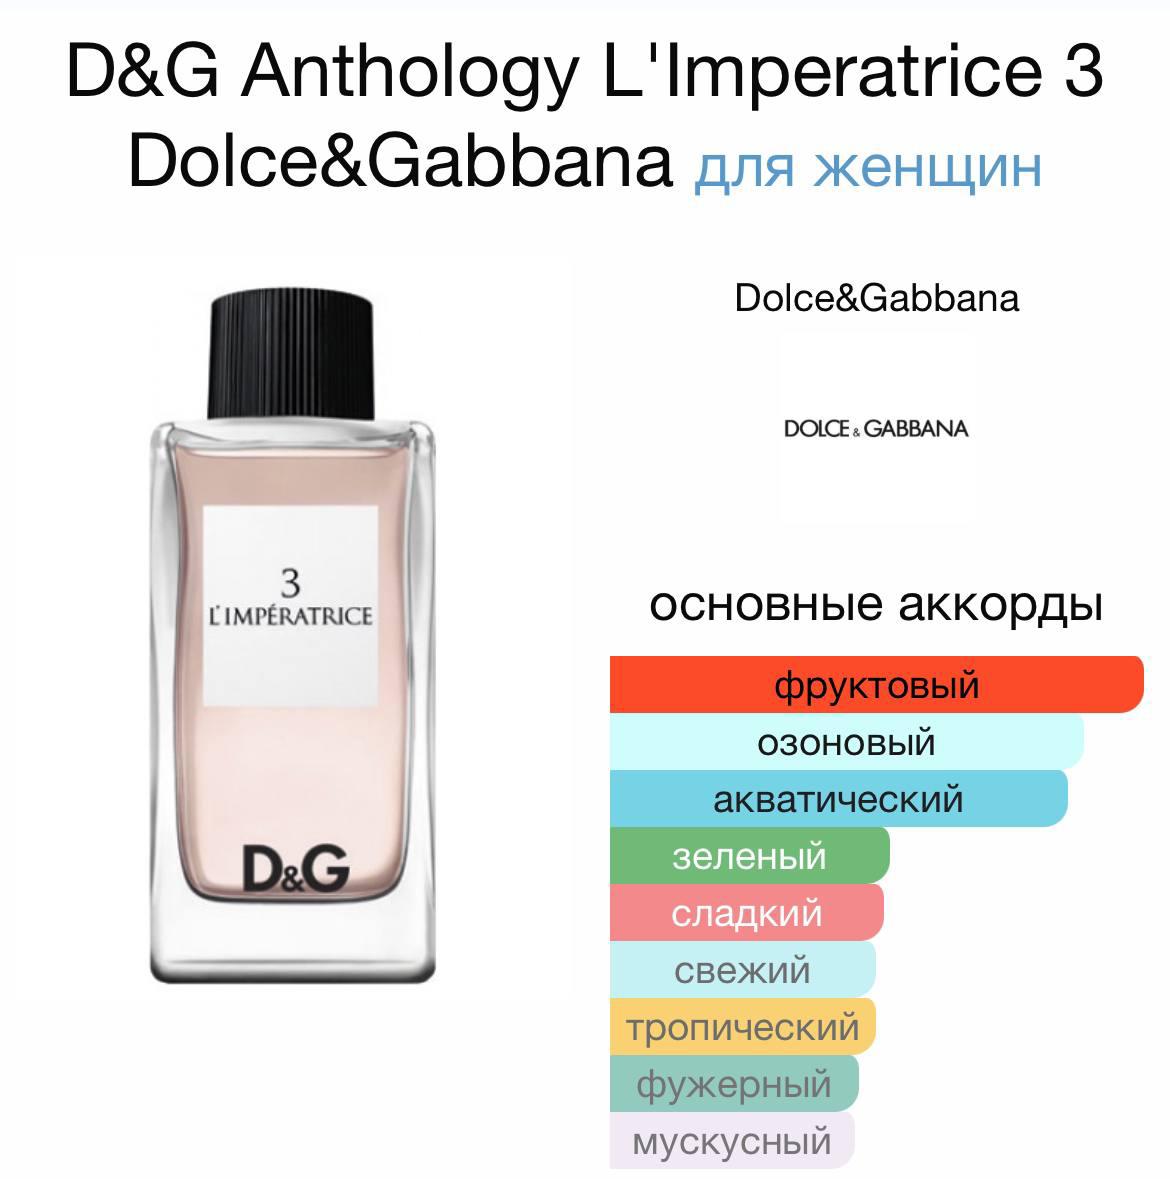 D&G Anthology L'Imperatrice 3
Dolce&Gabbana для женщин
Dolce&Gabbana
DOLCE & GABBANA
3
L'IMPÉRATRICE
D&G
основные аккорды
фруктовый
озоновый
акватический
зеленый
сладкий
свежий
тропический
фужерный
мускусный